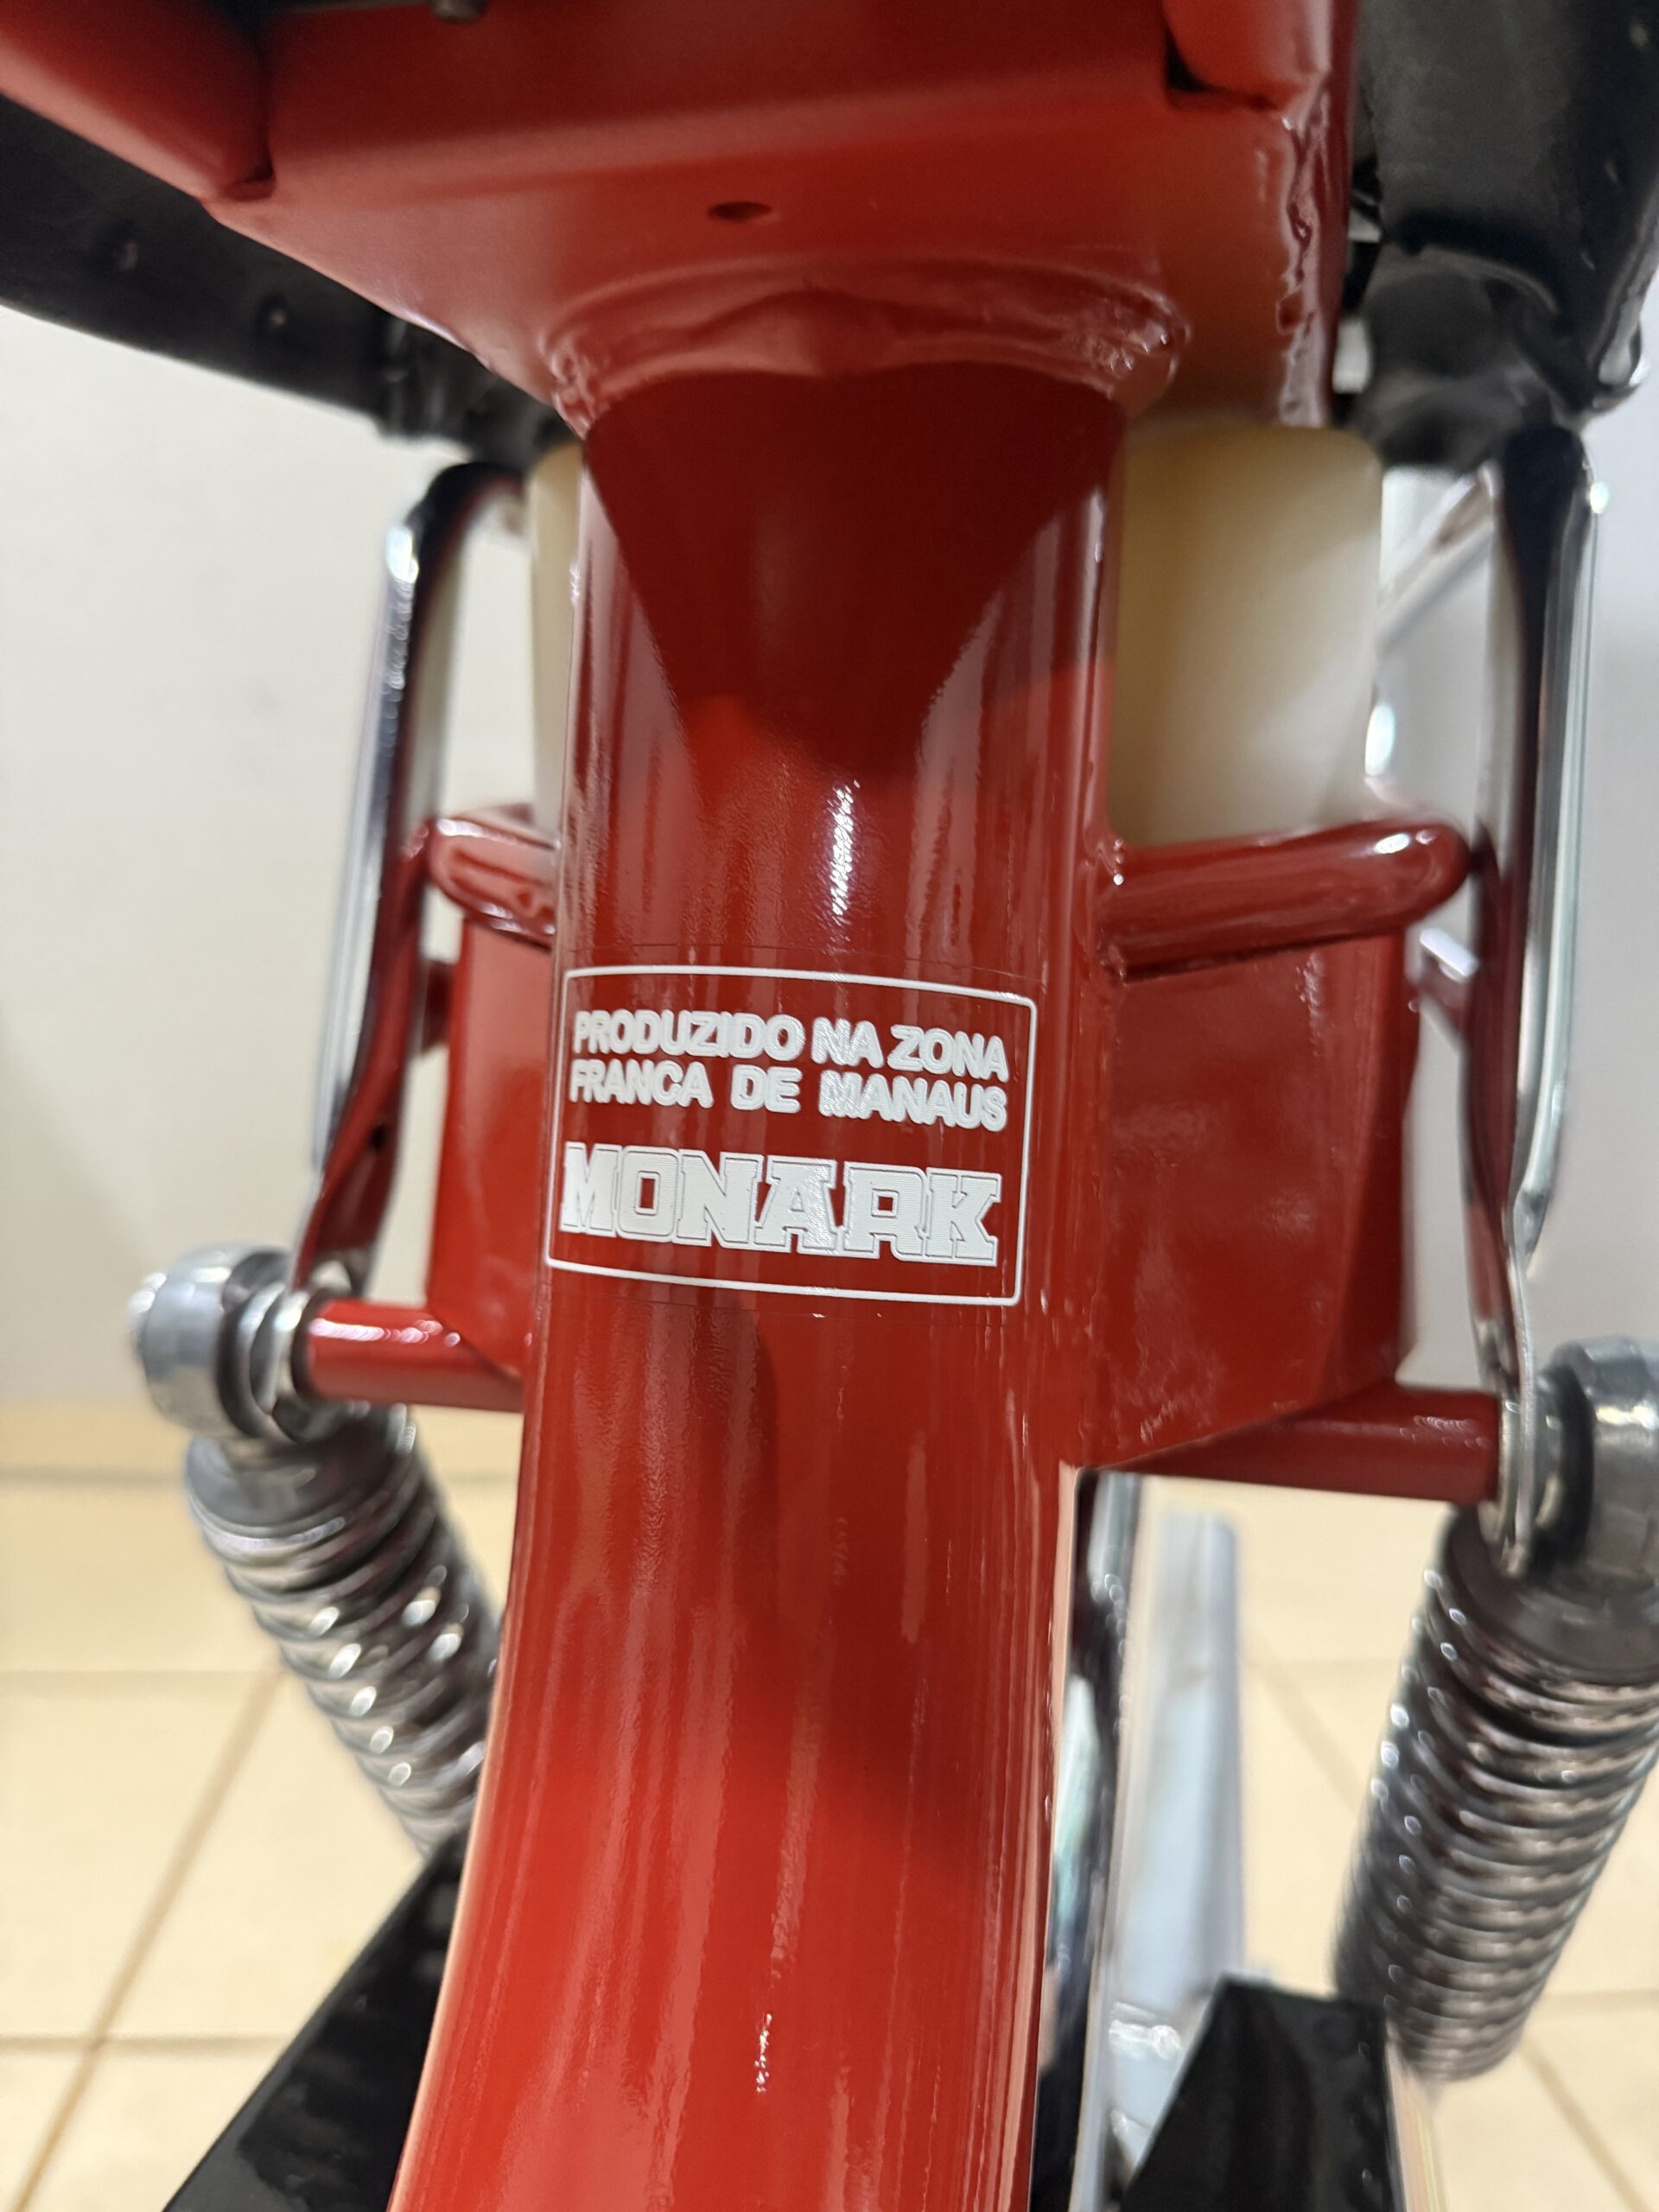 PRODUZIDO NA ZONA
FRANCA DE MANAUS
MONARK